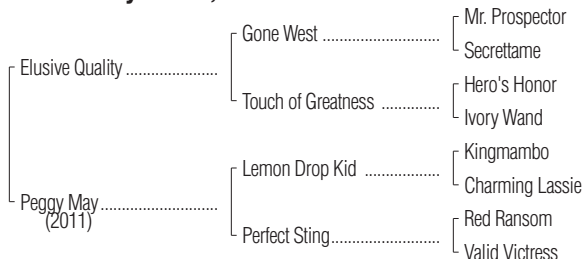 Gone West
Mr. Prospector
Secrettame
Elusive Quality
Touch of Greatness
Hero's Honor
Ivory Wand
Lemon Drop Kid
Kingmambo
Charming Lassie
Peggy May
(2011)
Perfect Sting
Red Ransom
Valid Victress